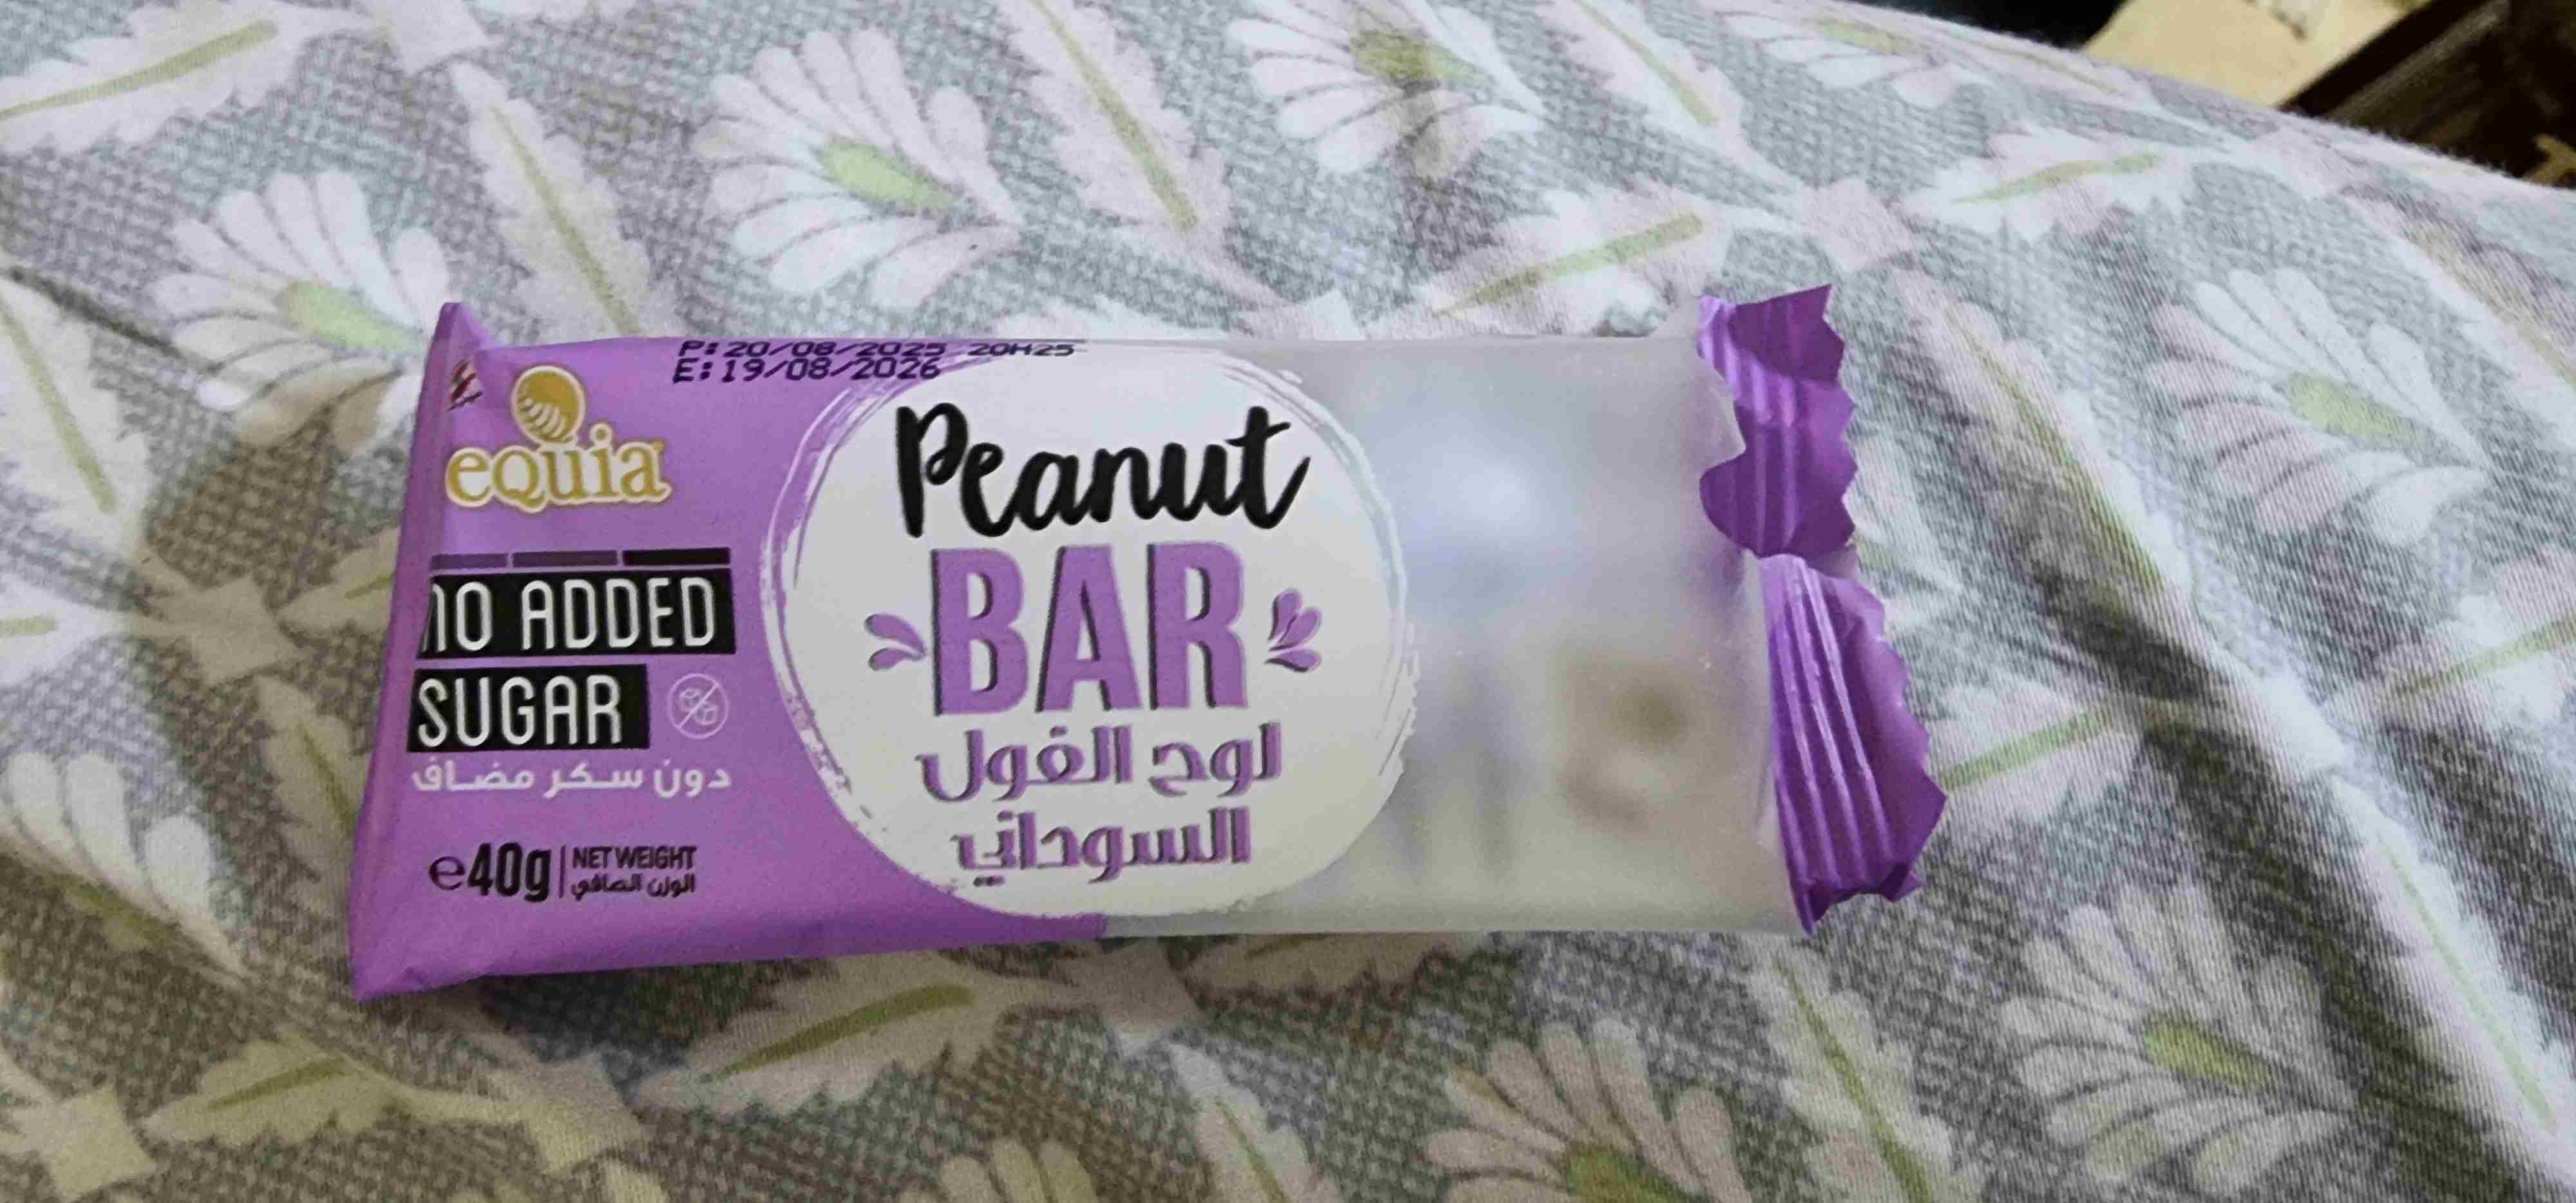 P: 20/08/2025 20H25
E: 19/08/2026
equia
NO ADDED
SUGAR
دون سكر مضاف
e40g
NET WEIGHT
الوزن الصافي
Peanut
BAR
لوح الفول
السوداني